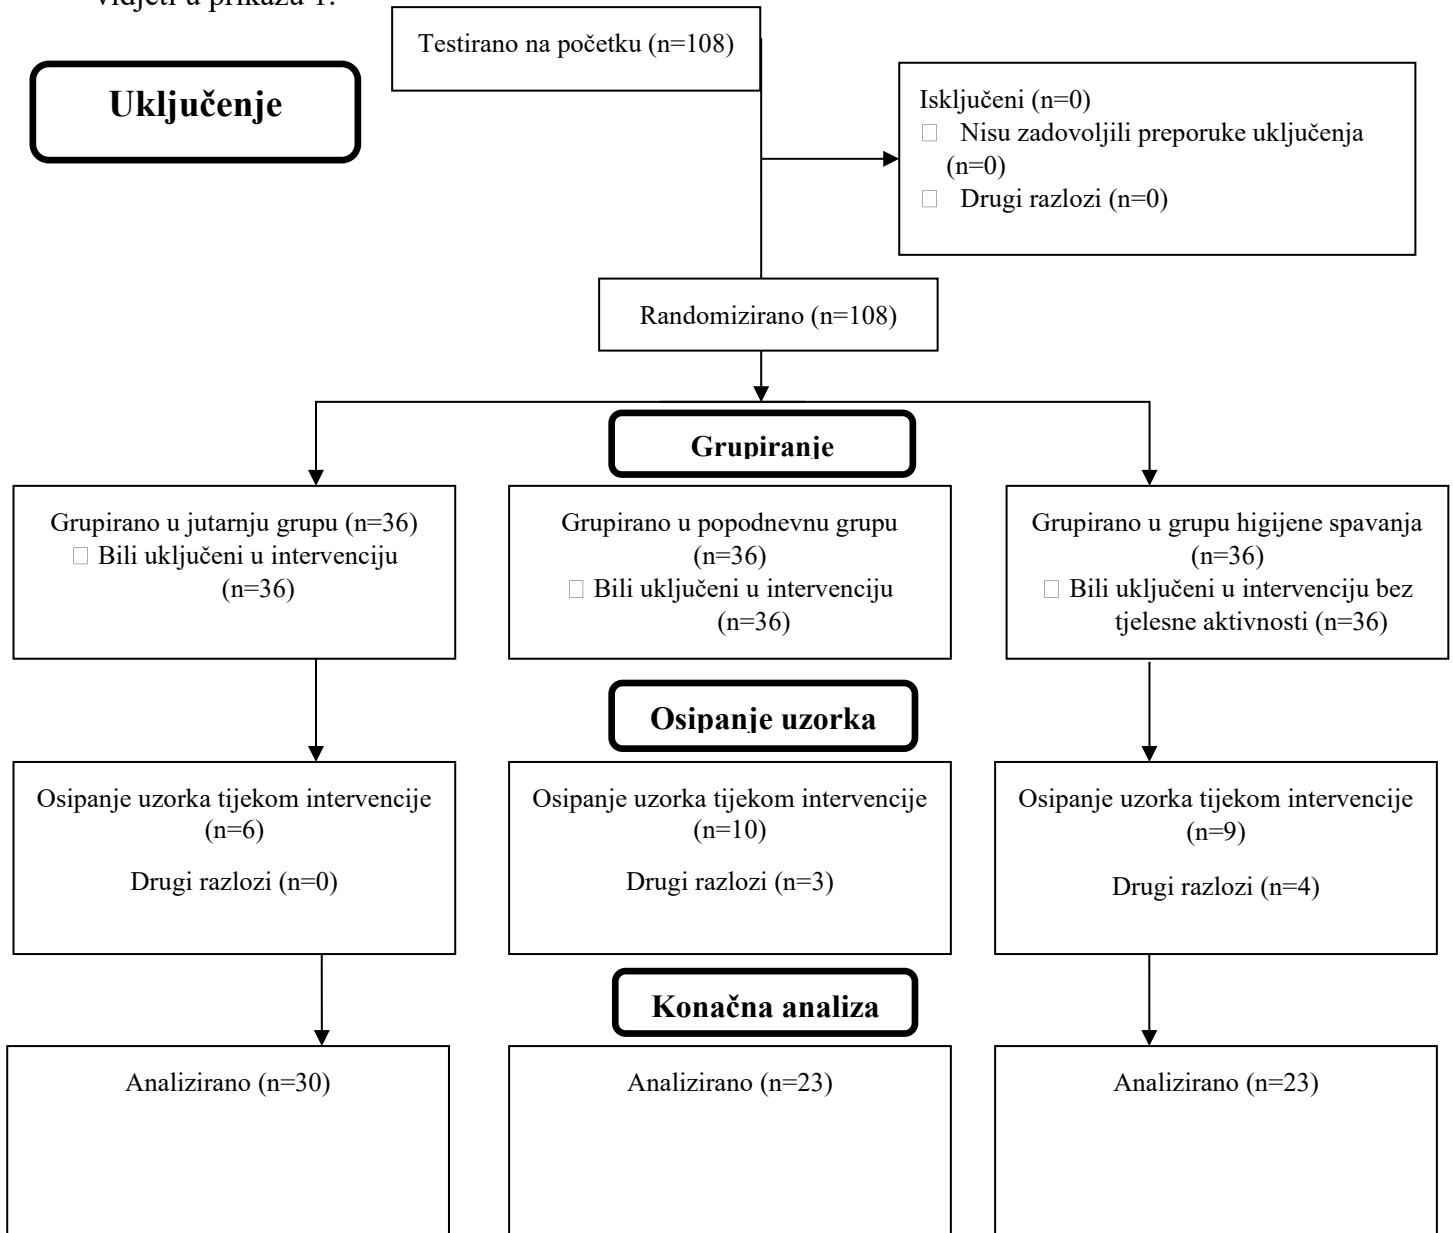 vidjeti u prikazu 1.
Testirano na početku (n=108)
Uključenje
Isključeni (n=0)
Nisu zadovoljili preporuke uključenja
(n=0)
Drugi razlozi (n=0)
Randomizirano (n=108)
Grupiranje
Grupirano u jutarnju grupu (n=36)
Bili uključeni u intervenciju
(n=36)
Grupirano u popodnevnu grupu
(n=36)
Bili uključeni u intervenciju
(n=36)
Grupirano u grupu higijene spavanja
(n=36)
Bili uključeni u intervenciju bez
tjelesne aktivnosti (n=36)
Osipanje uzorka
Osipanje uzorka tijekom intervencije
(n=6)
Drugi razlozi (n=0)
Osipanje uzorka tijekom intervencije
(n=10)
Drugi razlozi (n=3)
Osipanje uzorka tijekom intervencije
(n=9)
Drugi razlozi (n=4)
Konačna analiza
Analizirano (n=30)
Analizirano (n=23)
Analizirano (n=23)